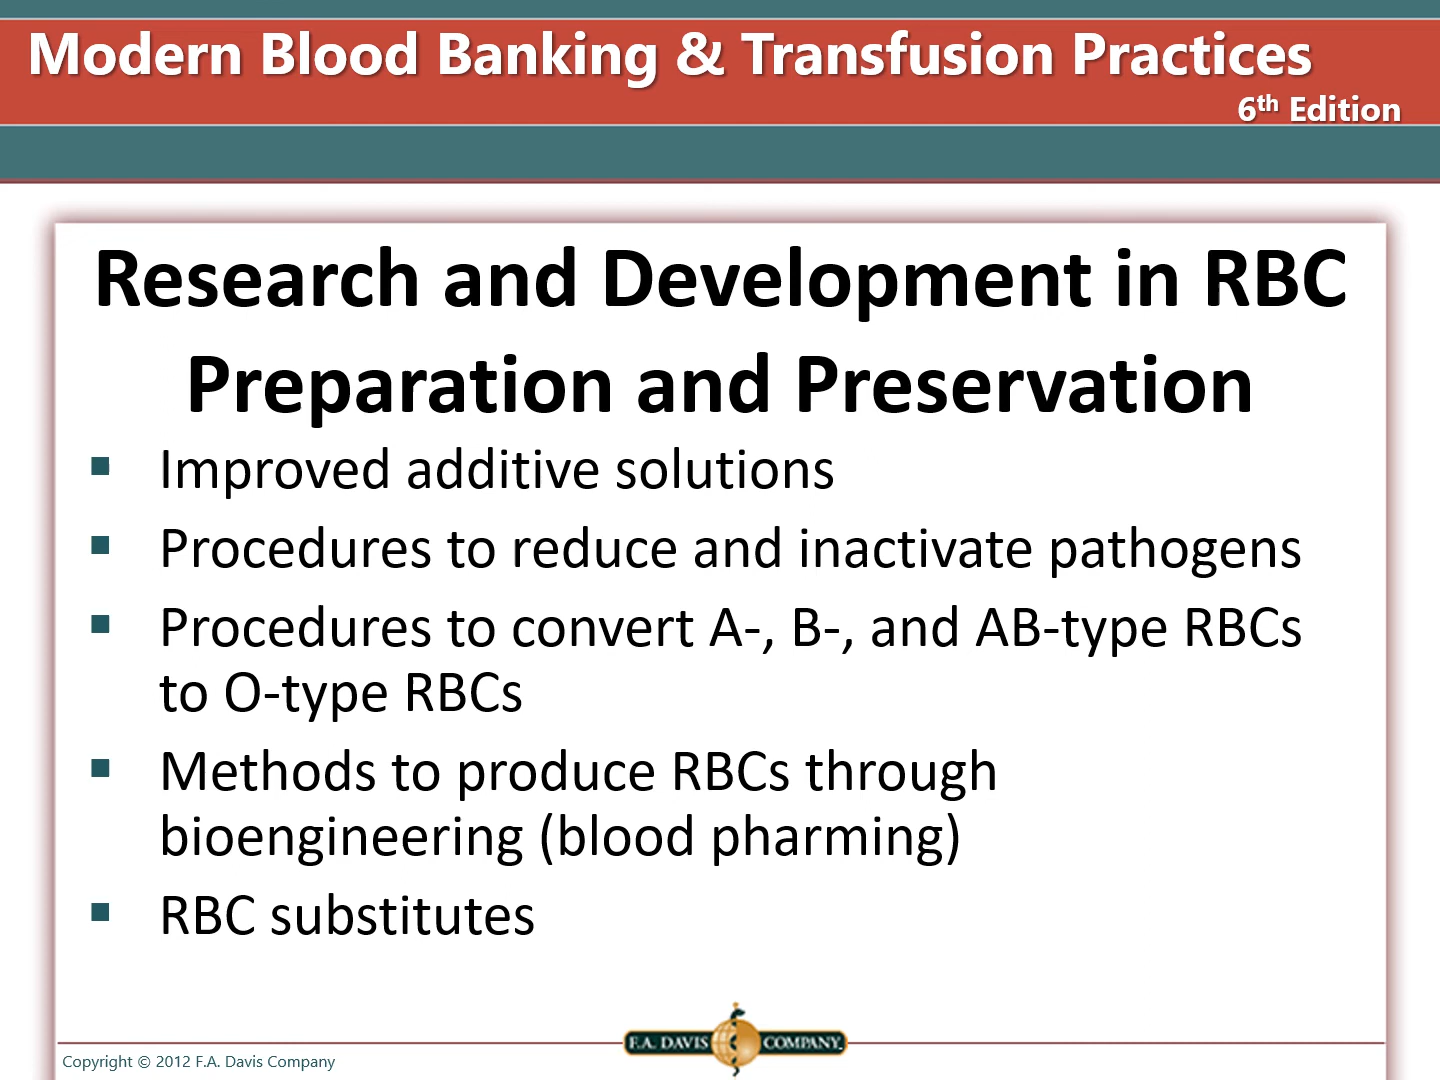 Modern Blood Banking & Transfusion Practices
6th Edition
Research and Development in RBC
Preparation and Preservation
▪ Improved additive solutions
▪ Procedures to reduce and inactivate pathogens
▪ Procedures to convert A-, B-, and AB-type RBCs
to O-type RBCs
▪ Methods to produce RBCs through
bioengineering (blood pharming)
▪ RBC substitutes
F.A. DAVIS COMPANY
Copyright © 2012 F.A. Davis Company